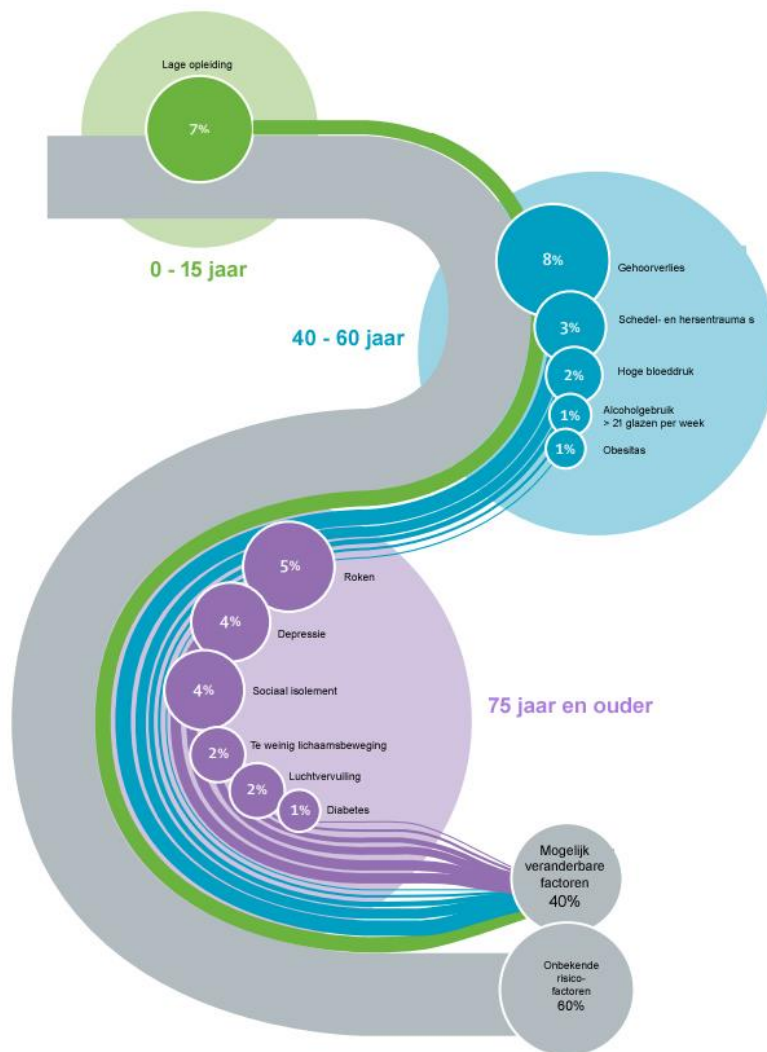 Lage opleiding
7%
0 - 15 jaar
8%
Gehoorverlies
40 - 60 jaar
3%
Schedel- en hersentrauma s
2%
Hoge bloeddruk
1%
Alcoholgebruik
> 21 glazen per week
1%
Obesitas
5%
Roken
4%
Depressie
4%
Sociaal isolement
75 jaar en ouder
2%
Te weinig lichaamsbeweging
2%
Luchtvervuiling
1%
Diabetes
Mogelijk
veranderbare
factoren
40%
Onbekende
risico-
factoren
60%